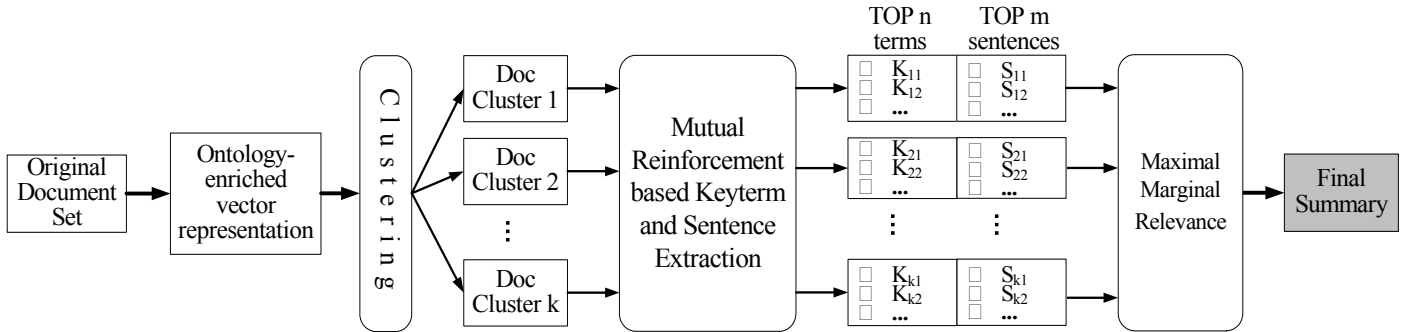 Original
Document
Set
Ontology-
enriched
vector
representation
Clustering
Doc
Cluster 1
Doc
Cluster 2
⋮
Doc
Cluster k
Mutual
Reinforcement
based Keyterm
and Sentence
Extraction
TOP n
terms
TOP m
sentences
K11
K12
...
S11
S12
...
K21
K22
...
S21
S22
...
⋮
⋮
Kk1
Kk2
...
Sk1
Sk2
...
Maximal
Marginal
Relevance
Final
Summary